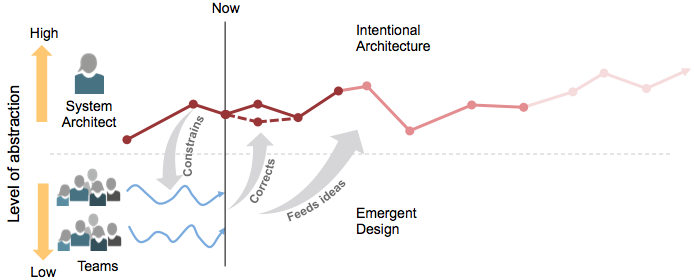 Now
High
Intentional
Architecture
System
Architect
Level of abstraction
Constrains
Corrects
Feeds ideas
Emergent
Design
Low
Teams